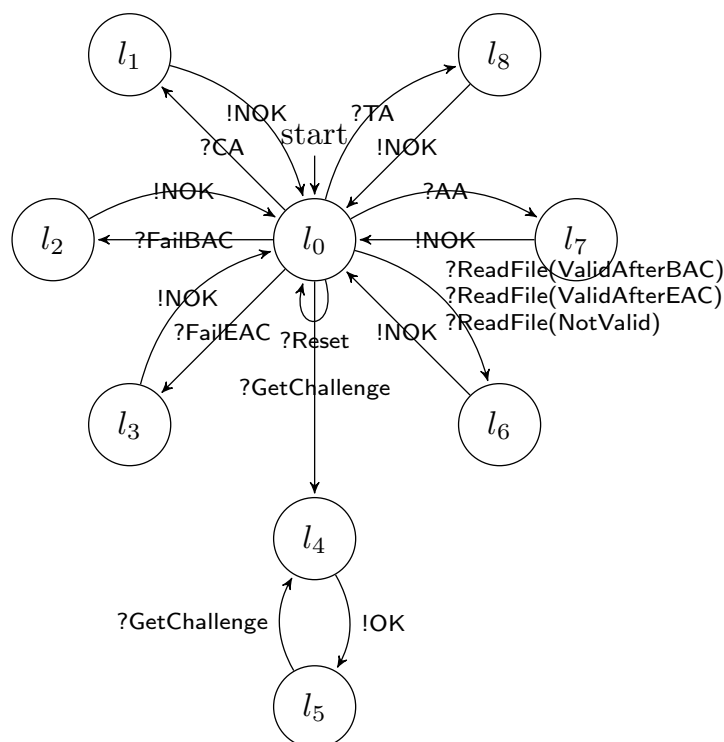 l1
l8
!NOK
?TA
start
?CA
!NOK
!NOK
?AA
l2
?FailBAC
l0
!NOK
l7
?ReadFile(ValidAfterBAC)
?ReadFile(ValidAfterEAC)
?ReadFile(NotValid)
!NOK
?FailEAC
?Reset
!NOK
?GetChallenge
l3
l6
l4
?GetChallenge
!OK
l5